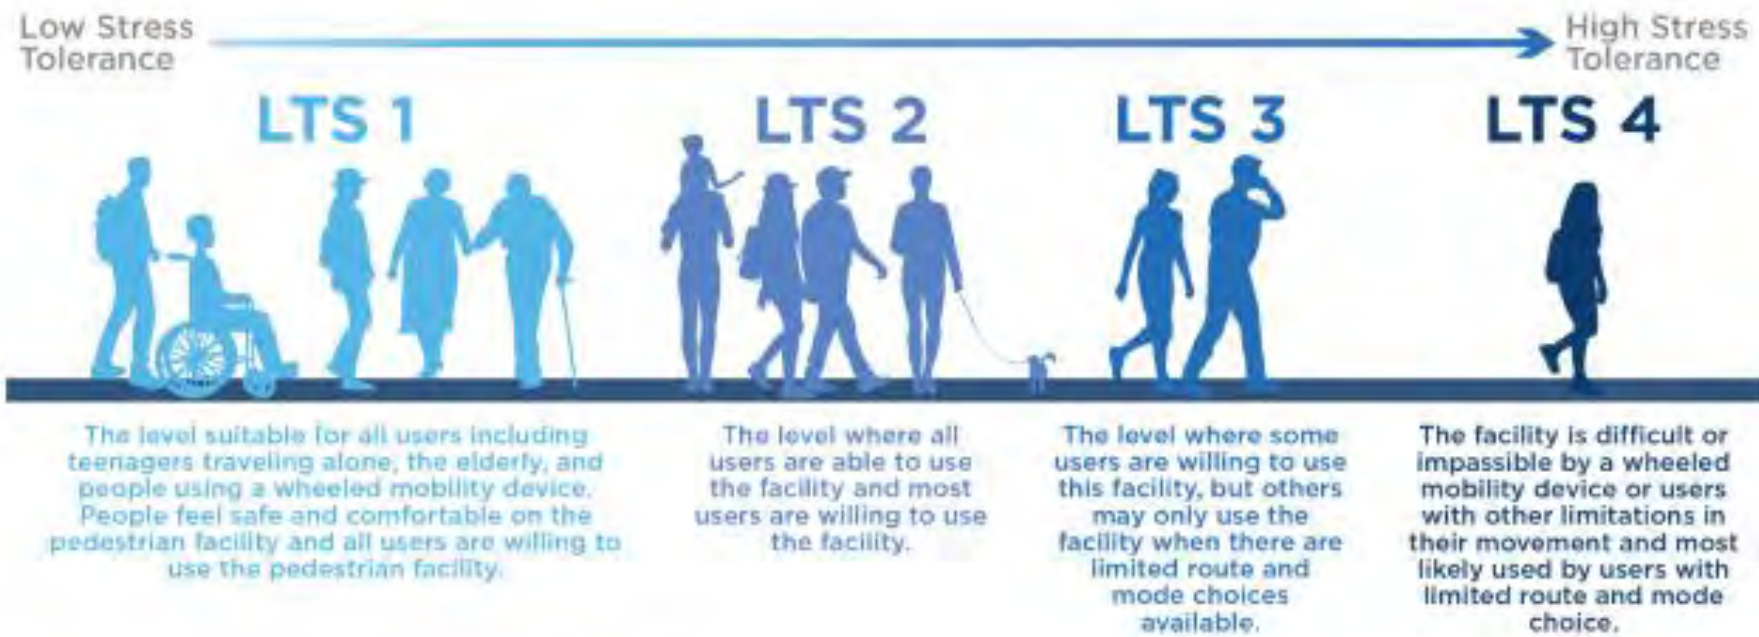 Low Stress
Tolerance
High Stress
Tolerance
LTS 1
LTS 2
LTS 3
LTS 4
The level suitable for all users including
teenagers traveling alone, the elderly, and
people using a wheeled mobility device.
People feel safe and comfortable on the
pedestrian facility and all users are willing to
use the pedestrian facility.
The level where all
users are able to use
the facility and most
users are willing to use
the facility.
The level where some
users are willing to use
this facility, but others
may only use the
facility when there are
limited route and
mode choices
available.
The facility is difficult or
impassible by a wheeled
mobility device or users
with other limitations in
their movement and most
likely used by users with
limited route and mode
choice.